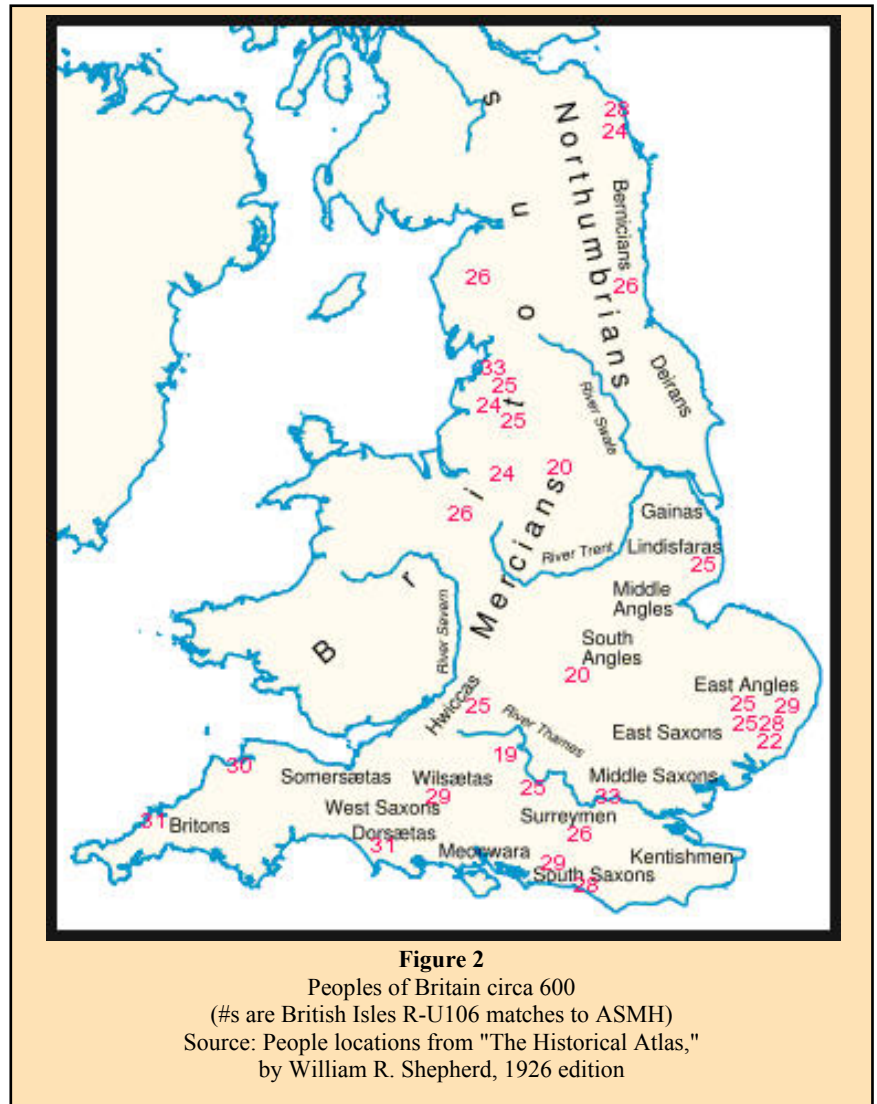 28
24
Northumbrians
Bernicians
26
26
Deirans
33
25
24
25
River Swale
24
20
26
Britons
Mercians
Gainas
River Trent
Lindisfaras
25
Middle
Angles
River Severn
South
Angles
20
East Angles
25
29
25
28
22
Hwiccas
25
River Thames
East Saxons
19
30
Somersætas
Wilsætas
29
25
Middle Saxons
33
West Saxons
Surreymen
26
31
Britons
Dorsætas
31
Meonwara
29
Kentishmen
South Saxons
28
Figure 2
Peoples of Britain circa 600
(#s are British Isles R-U106 matches to ASMH)
Source: People locations from "The Historical Atlas,"
by William R. Shepherd, 1926 edition